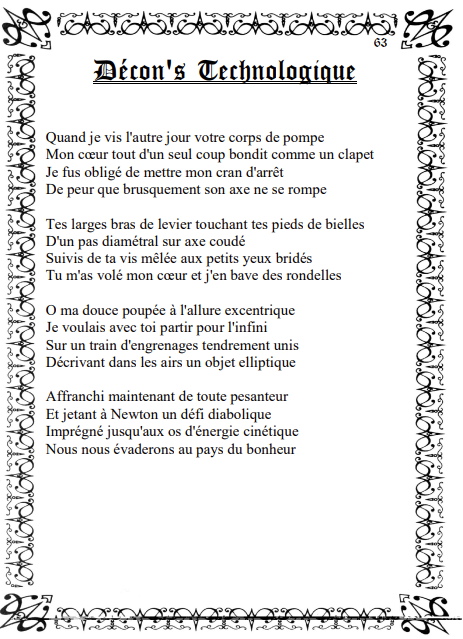 63
Décon's Technologique
Quand je vis l'autre jour votre corps de pompe
Mon cœur tout d'un seul coup bondit comme un clapet
Je fus obligé de mettre mon cran d'arrêt
De peur que brusquement son axe ne se rompe
Tes larges bras de levier touchant tes pieds de bielles
D'un pas diamétral sur axe coudé
Suivis de ta vis mêlée aux petits yeux bridés
Tu m'as volé mon cœur et j'en bave des rondelles
O ma douce poupée à l'allure excentrique
Je voulais avec toi partir pour l'infini
Sur un train d'engrenages tendrement unis
Décrivant dans les airs un objet elliptique
Affranchi maintenant de toute pesanteur
Et jetant à Newton un défi diabolique
Imprégné jusqu'aux os d'énergie cinétique
Nous nous évaderons au pays du bonheur